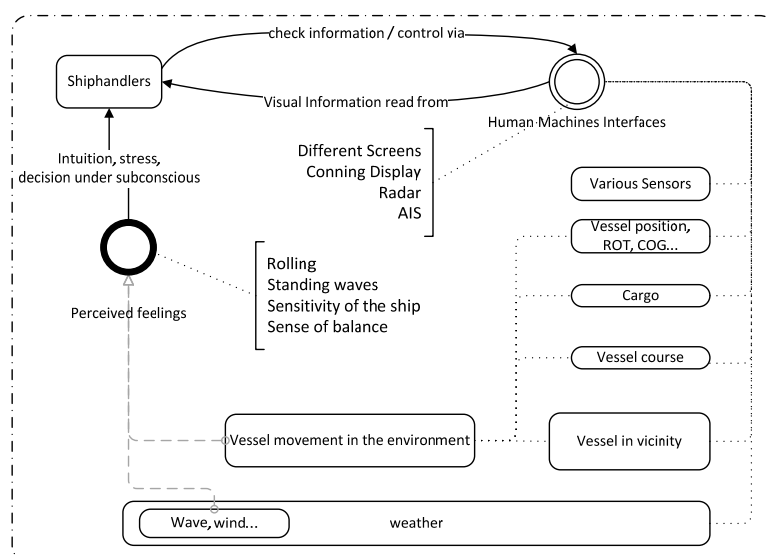 check information / control via
Shiphandlers
Visual Information read from
Human Machines Interfaces
Intuition, stress,
decision under subconscious
Different Screens
Conning Display
Radar
AIS
Various Sensors
Vessel position,
ROT, COG...
Rolling
Standing waves
Sensitivity of the ship
Sense of balance
Cargo
Perceived feelings
Vessel course
Vessel movement in the environment
Vessel in vicinity
Wave, wind...
weather